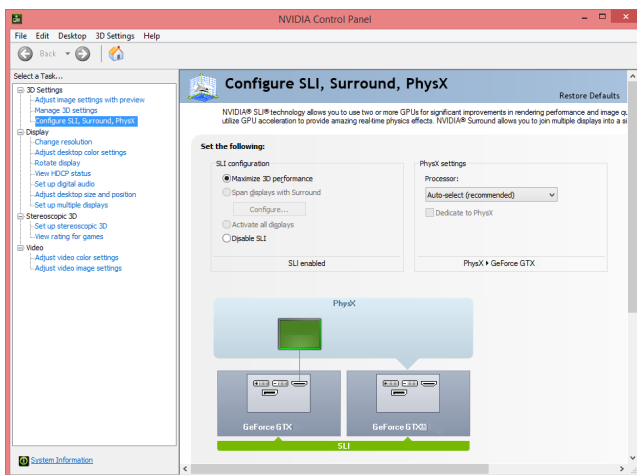 NVIDIA Control Panel
File Edit Desktop 3D Settings Help
Back
Select a Task...
3D Settings
Adjust image settings with preview
Manage 3D settings
Configure SLI, Surround, PhysX
Display
Change resolution
Adjust desktop color settings
Rotate display
View HDCP status
Set up digital audio
Adjust desktop size and position
Set up multiple displays
Stereoscopic 3D
Set up stereoscopic 3D
View rating for games
Video
Adjust video color settings
Adjust video image settings
System Information
Configure SLI, Surround, PhysX
Restore Defaults
NVIDIA® SLI® technology allows you to use two or more GPUs for significant improvements in rendering performance and image qu
utilize GPU acceleration to provide amazing real-time physics effects. NVIDIA® Surround allows you to join multiple displays into a si
Set the following:
SLI configuration
Maximize 3D performance
Span displays with Surround
Configure...
Activate all displays
Disable SLI
SLI enabled
PhysX settings
Processor:
Auto-select (recommended)
Dedicate to PhysX
PhysX ▸ GeForce GTX
PhysX
GeForce GTX
GeForce GTX
SLI